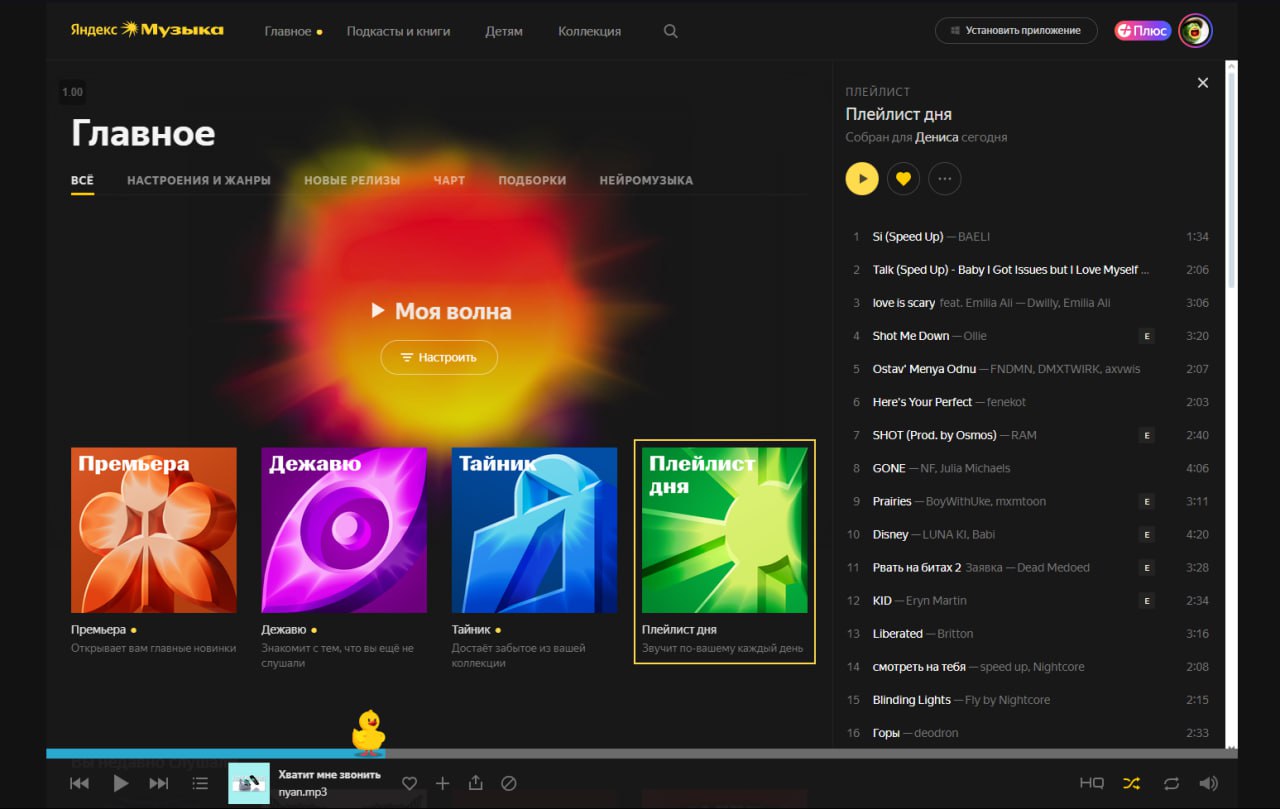 Яндекс Музыка
Главное
Подкасты и книги
Детям
Коллекция
Установить приложение
Плюс
1.00
Главное
ВСЁ
НАСТРОЕНИЯ И ЖАНРЫ
НОВЫЕ РЕЛИЗЫ
ЧАРТ
ПОДБОРКИ
НЕЙРОМУЗЫКА
Моя волна
Настроить
Премьера
Дежавю
Тайник
Плейлист
дня
Премьера
Открывает вам главные новинки
Дежавю
Знакомит с тем, что вы ещё не
слушали
Тайник
Достаёт забытое из вашей
коллекции
Плейлист дня
Звучит по-вашему каждый день
ПЛЕЙЛИСТ
Плейлист дня
Собран для Дениса сегодня
1 Si (Speed Up) — BAELI 1:34
2 Talk (Sped Up) - Baby I Got Issues but I Love Myself ... 2:06
3 love is scary feat. Emilia Ali — Dwilly, Emilia Ali 3:06
4 Shot Me Down — Ollie E 3:20
5 Ostav' Menya Odnu — FNDMN, DMXTWIRK, axvwis 2:07
6 Here's Your Perfect — fenekot 2:03
7 SHOT (Prod. by Osmos) — RAM E 2:40
8 GONE — NF, Julia Michaels 4:06
9 Prairies — BoyWithUke, mxmtoon E 3:11
10 Disney — LUNA KI, Babi E 4:20
11 Рвать на битах 2 Заявка — Dead Medoed E 3:28
12 KID — Eryn Martin E 2:34
13 Liberated — Britton 3:16
14 смотреть на тебя — speed up, Nightcore 2:08
15 Blinding Lights — Fly by Nightcore 2:15
16 Горы — deodron 2:33
Вы недавно слушали
Хватит мне звонить
nyan.mp3
HQ